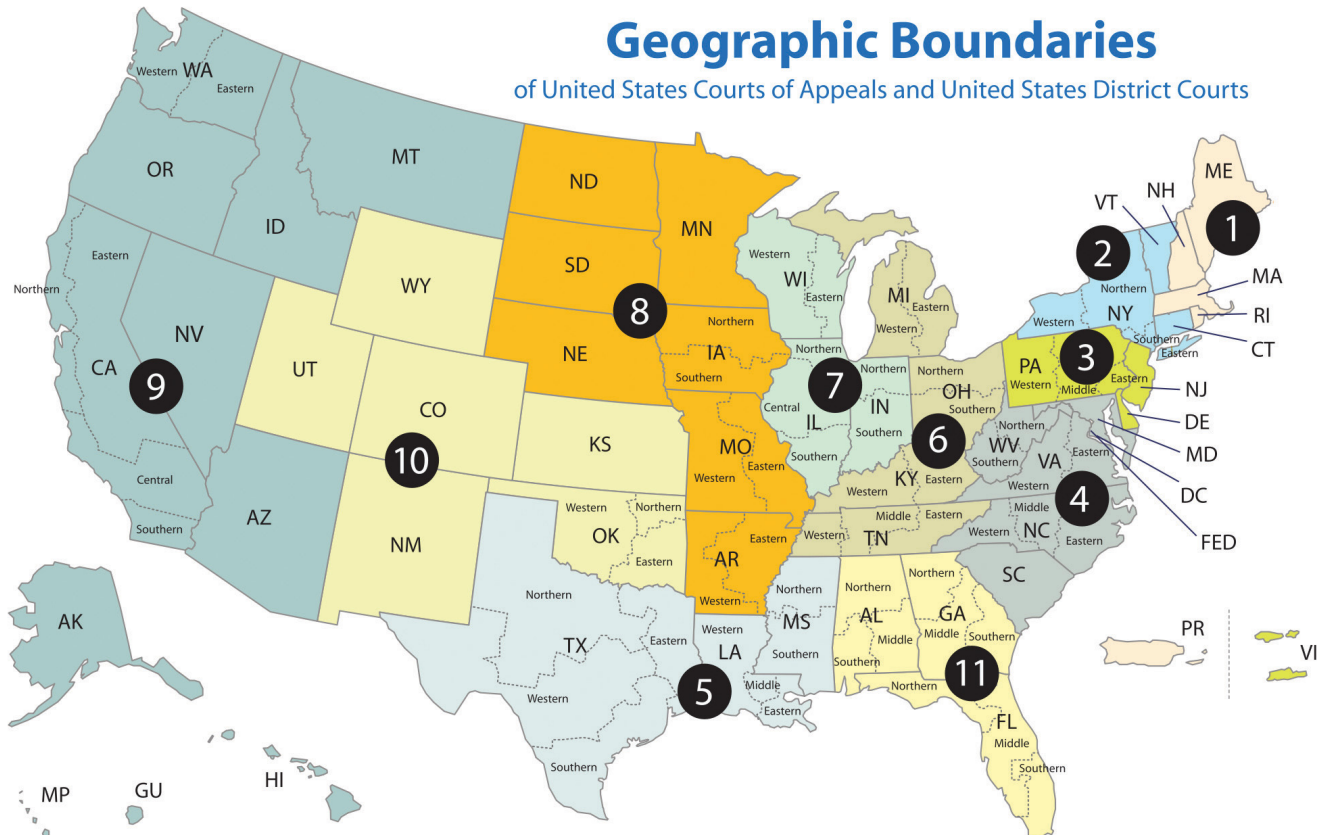 Geographic Boundaries
of United States Courts of Appeals and United States District Courts
WA
Western
Eastern
OR
ID
MT
NV
CA
Northern
Eastern
Central
Southern
9
AZ
AK
HI
GU
MP
WY
UT
CO
KS
10
NM
OK
Western
Northern
Eastern
ND
SD
NE
MN
8
IA
Northern
Southern
MO
Western
Eastern
AR
Eastern
Western
WI
Western
Eastern
7
IL
Northern
Central
Southern
IN
Northern
Southern
MI
Eastern
Western
OH
Northern
Southern
6
KY
Western
Eastern
TN
Western
Middle
Eastern
TX
Northern
Eastern
Western
Southern
5
LA
Western
Middle
Eastern
MS
Northern
Southern
AL
Northern
Middle
Southern
GA
Northern
Middle
Southern
11
FL
Northern
Middle
Southern
ME
1
NH
VT
MA
RI
CT
2
NY
Northern
Western
Southern
Eastern
3
PA
Western
Middle
Eastern
NJ
DE
MD
DC
FED
WV
Northern
Southern
VA
Eastern
Western
4
NC
Middle
Western
Eastern
SC
PR
VI